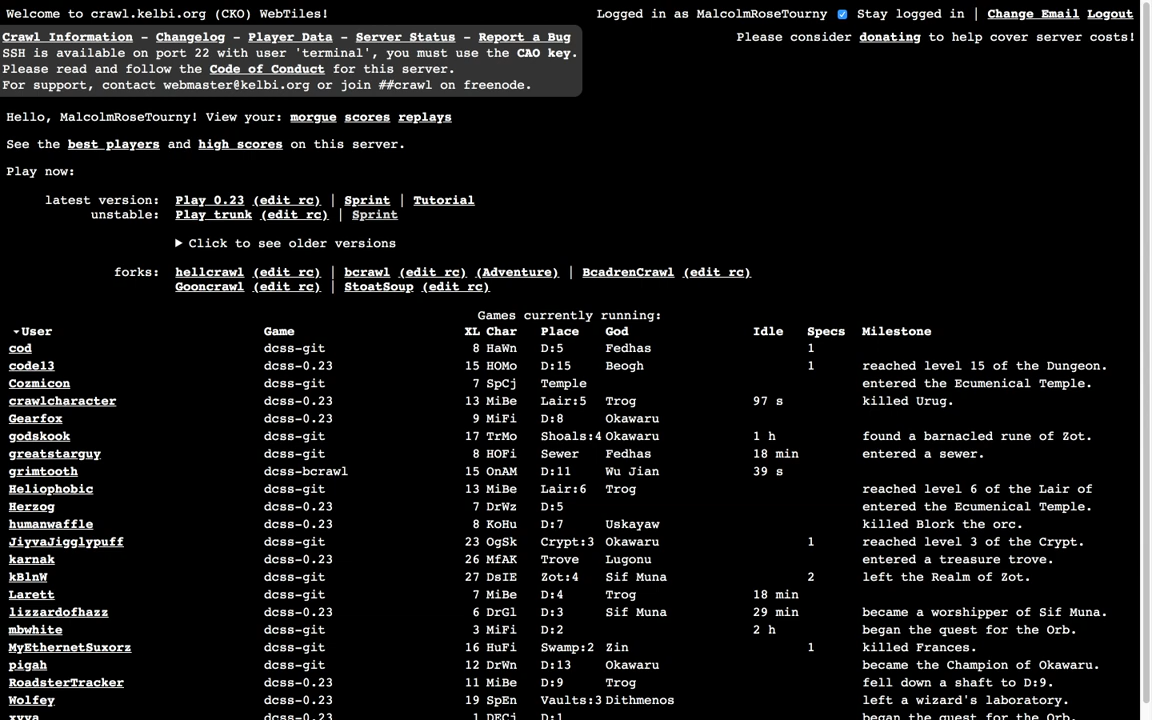 Welcome to crawl.kelbi.org (CKO) WebTiles! Logged in as MalcolmRoseTourny Stay logged in | Change Email Logout
Crawl Information - Changelog - Player Data - Server Status - Report a Bug Please consider donating to help cover server costs!
SSH is available on port 22 with user 'terminal', you must use the CAO key.
Please read and follow the Code of Conduct for this server.
For support, contact webmaster@kelbi.org or join ##crawl on freenode.
Hello, MalcolmRoseTourny! View your: morgue scores replays
See the best players and high scores on this server.
Play now:
latest version: Play 0.23 (edit rc) | Sprint | Tutorial
unstable: Play trunk (edit rc) | Sprint
Click to see older versions
forks: hellcrawl (edit rc) | bcrawl (edit rc) (Adventure) | BcadrenCrawl (edit rc)
Gooncrawl (edit rc) | StoatSoup (edit rc)
Games currently running:
User Game XL Char Place God Idle Specs Milestone
cod dcss-git 8 HaWn D:5 Fedhas 1
code13 dcss-0.23 15 HOMo D:15 Beogh 1 reached level 15 of the Dungeon.
Cozmicon dcss-git 7 SpCj Temple entered the Ecumenical Temple.
crawlcharacter dcss-0.23 13 MiBe Lair:5 Trog 97 s killed Urug.
Gearfox dcss-0.23 9 MiFi D:8 Okawaru
godskook dcss-git 17 TrMo Shoals:4 Okawaru 1 h found a barnacled rune of Zot.
greatstarguy dcss-git 8 HOFi Sewer Fedhas 18 min entered a sewer.
grimtooth dcss-bcrawl 15 OnAM D:11 Wu Jian 39 s
Heliophobic dcss-git 13 MiBe Lair:6 Trog reached level 6 of the Lair of
Herzog dcss-0.23 7 DrWz D:5 entered the Ecumenical Temple.
humanwaffle dcss-git 8 KoHu D:7 Uskayaw killed Blork the orc.
JiyvaJigglypuff dcss-git 23 OgSk Crypt:3 Okawaru 1 reached level 3 of the Crypt.
karnak dcss-0.23 26 MfAK Trove Lugonu entered a treasure trove.
kBlnW dcss-git 27 DsIE Zot:4 Sif Muna 2 left the Realm of Zot.
Larett dcss-git 7 MiBe D:4 Trog 18 min
lizzardofhazz dcss-0.23 6 DrGl D:3 Sif Muna 29 min became a worshipper of Sif Muna.
mbwhite dcss-git 3 MiFi D:2 2 h began the quest for the Orb.
MyEthernetSuxorz dcss-git 16 HuFi Swamp:2 Zin 1 killed Frances.
pigah dcss-git 12 DrWn D:13 Okawaru became the Champion of Okawaru.
RoadsterTracker dcss-0.23 11 MiBe D:9 Trog fell down a shaft to D:9.
Wolfey dcss-0.23 19 SpEn Vaults:3 Dithmenos left a wizard's laboratory.
xyva dcss-0.23 1 DECj D:1 began the quest for the Orb.